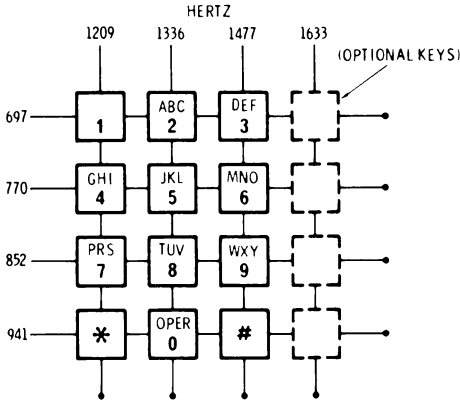 HERTZ
1209 1336 1477 1633
(OPTIONAL KEYS)
697
1
ABC
2
DEF
3
770
GHI
4
JKL
5
MNO
6
852
PRS
7
TUV
8
WXY
9
941
*
OPER
0
#